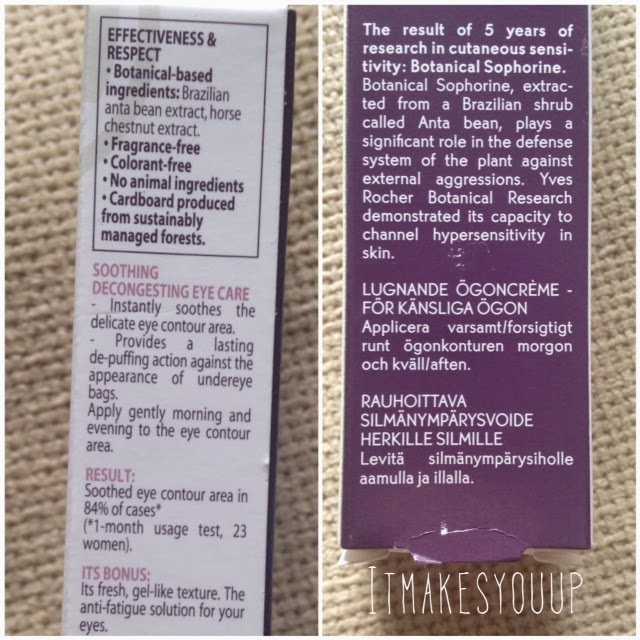 EFFECTIVENESS &
RESPECT
• Botanical-based
ingredients: Brazilian
anta bean extract, horse
chestnut extract.
• Fragrance-free
• Colorant-free
• No animal ingredients
• Cardboard produced
from sustainably
managed forests.
SOOTHING
DECONGESTING EYE CARE
- Instantly soothes the
delicate eye contour area.
- Provides a lasting
de-puffing action against the
appearance of undereye
bags.
Apply gently morning and
evening to the eye contour
area.
RESULT:
Soothed eye contour area in
84% of cases*
(*1-month usage test, 23
women).
ITS BONUS:
Its fresh, gel-like texture. The
anti-fatigue solution for your
eyes.
The result of 5 years of
research in cutaneous sensi-
tivity: Botanical Sophorine.
Botanical Sophorine, extrac-
ted from a Brazilian shrub
called Anta bean, plays a
significant role in the defense
system of the plant against
external aggressions. Yves
Rocher Botanical Research
demonstrated its capacity to
channel hypersensitivity in
skin.
LUGNANDE ÖGONCRÈME -
FÖR KÄNSLIGA ÖGON
Applicera varsamt/forsigtigt
runt ögonkonturen morgon
och kväll/aften.
RAUHOITTAVA
SILMÄNYMPÄRYSVOIDE
HERKILLE SILMILLE
Levitä silmänympärysiholle
aamulla ja illalla.
ITMAKESYOUUP